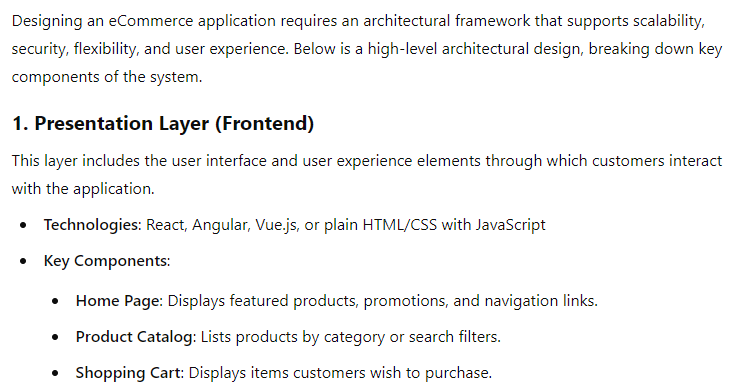 Designing an eCommerce application requires an architectural framework that supports scalability,
security, flexibility, and user experience. Below is a high-level architectural design, breaking down key
components of the system.
1. Presentation Layer (Frontend)
This layer includes the user interface and user experience elements through which customers interact
with the application.
• Technologies: React, Angular, Vue.js, or plain HTML/CSS with JavaScript
• Key Components:
• Home Page: Displays featured products, promotions, and navigation links.
• Product Catalog: Lists products by category or search filters.
• Shopping Cart: Displays items customers wish to purchase.